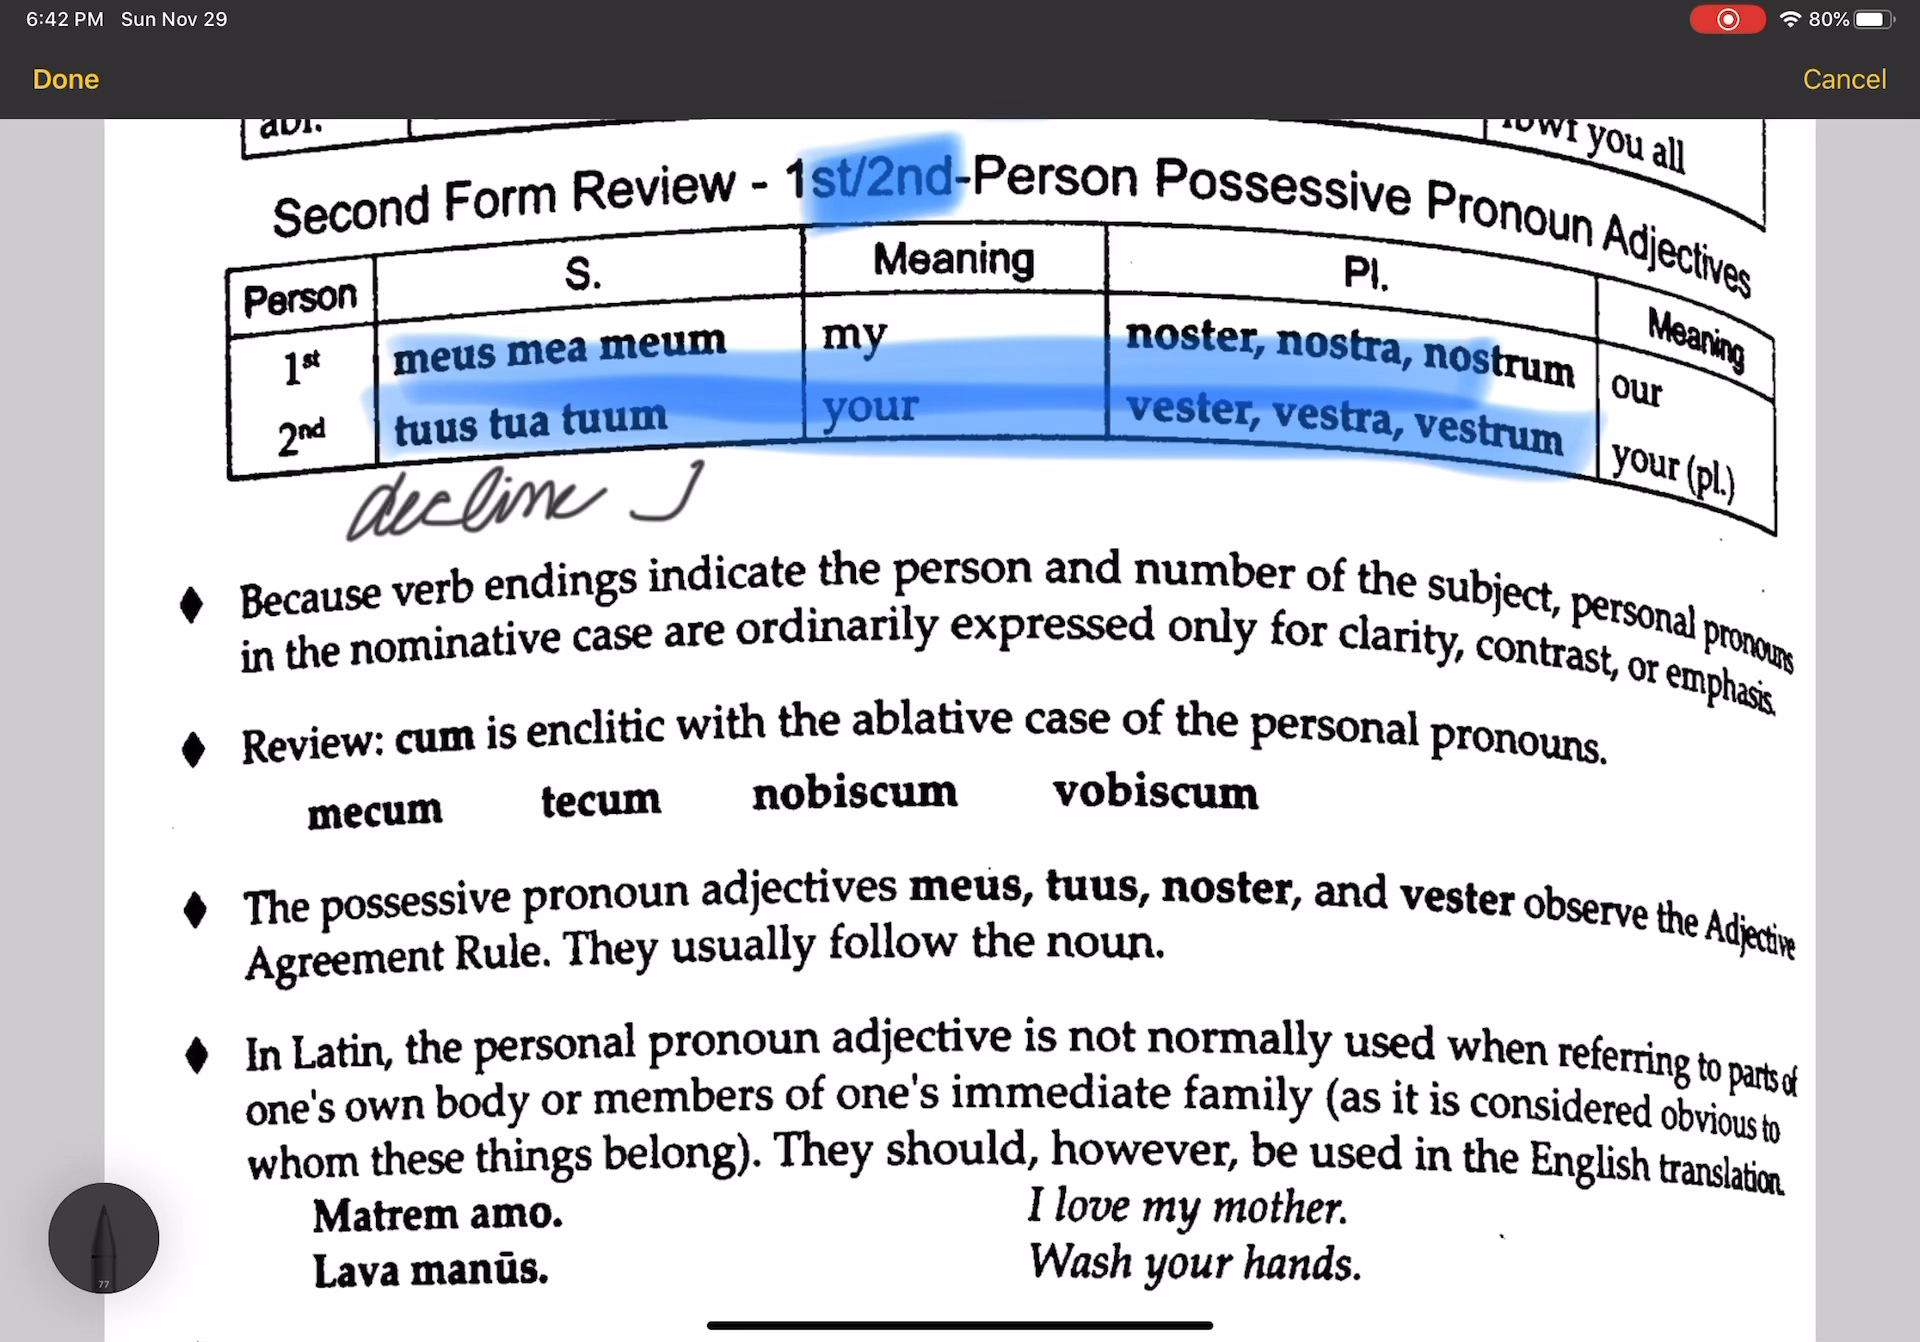 6:42 PM Sun Nov 29
80%
Done
Cancel
abl.
you all
Second Form Review - 1st/2nd-Person Possessive Pronoun Adjectives
Person S. Meaning Pl. Meaning
1st meus mea meum my noster, nostra, nostrum our
2nd tuus tua tuum your vester, vestra, vestrum your (pl.)
decline
Because verb endings indicate the person and number of the subject, personal pronouns
in the nominative case are ordinarily expressed only for clarity, contrast, or emphasis.
Review: cum is enclitic with the ablative case of the personal pronouns.
mecum tecum nobiscum vobiscum
The possessive pronoun adjectives meus, tuus, noster, and vester observe the Adjective
Agreement Rule. They usually follow the noun.
In Latin, the personal pronoun adjective is not normally used when referring to parts of
one's own body or members of one's immediate family (as it is considered obvious to
whom these things belong). They should, however, be used in the English translation.
Matrem amo. I love my mother.
Lava manūs. Wash your hands.
77